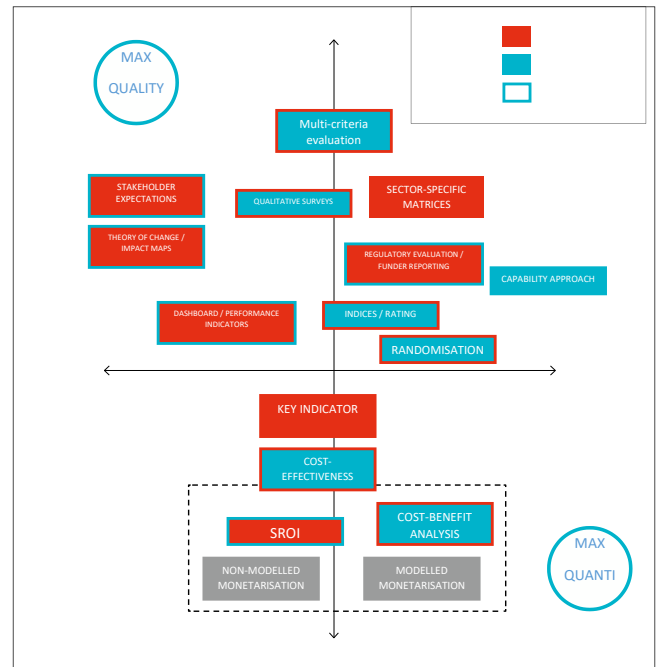 MAX
QUALITY
Multi-criteria
evaluation
STAKEHOLDER
EXPECTATIONS
QUALITATIVE SURVEYS
SECTOR-SPECIFIC
MATRICES
THEORY OF CHANGE /
IMPACT MAPS
REGULATORY EVALUATION /
FUNDER REPORTING
CAPABILITY APPROACH
DASHBOARD / PERFORMANCE
INDICATORS
INDICES / RATING
RANDOMISATION
KEY INDICATOR
COST-
EFFECTIVENESS
SROI
COST-BENEFIT
ANALYSIS
NON-MODELLED
MONETARISATION
MODELLED
MONETARISATION
MAX
QUANTI